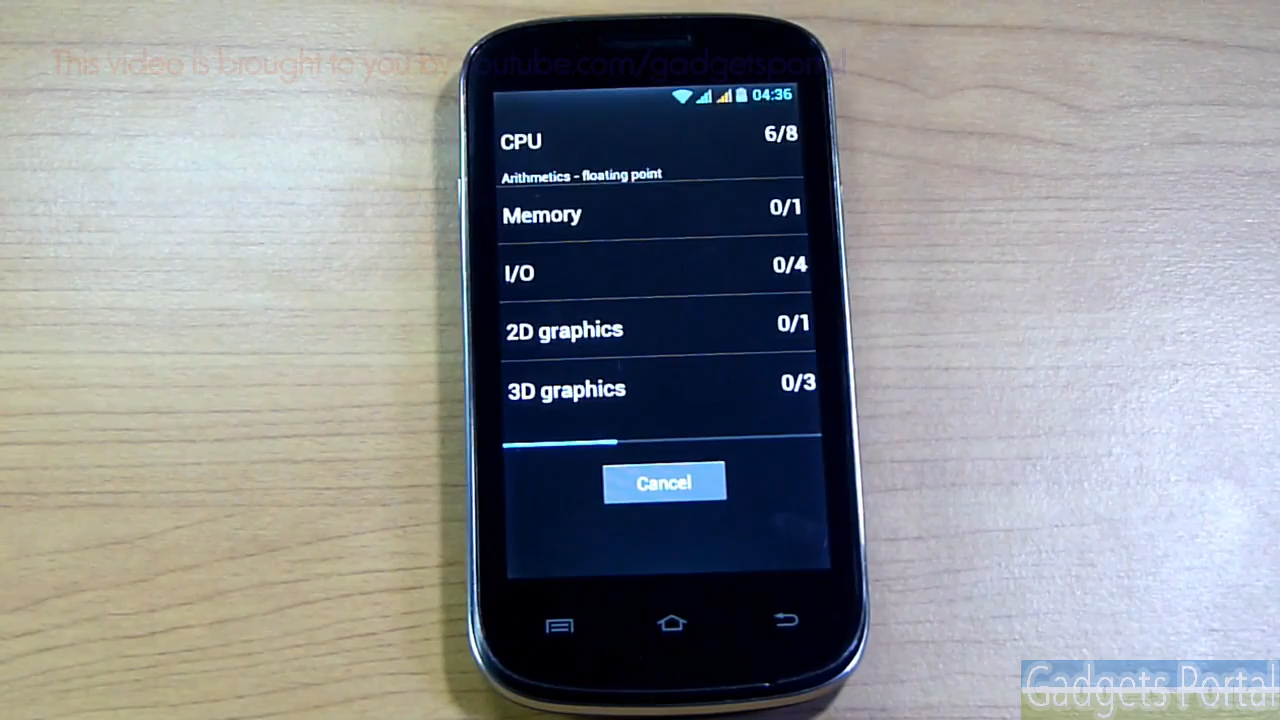 This video is brought to you by youtube.com/gadgetsportal
04:36
CPU 6/8
Arithmetics - floating point
Memory 0/1
I/O 0/4
2D graphics 0/1
3D graphics 0/3
Cancel
Gadgets Portal